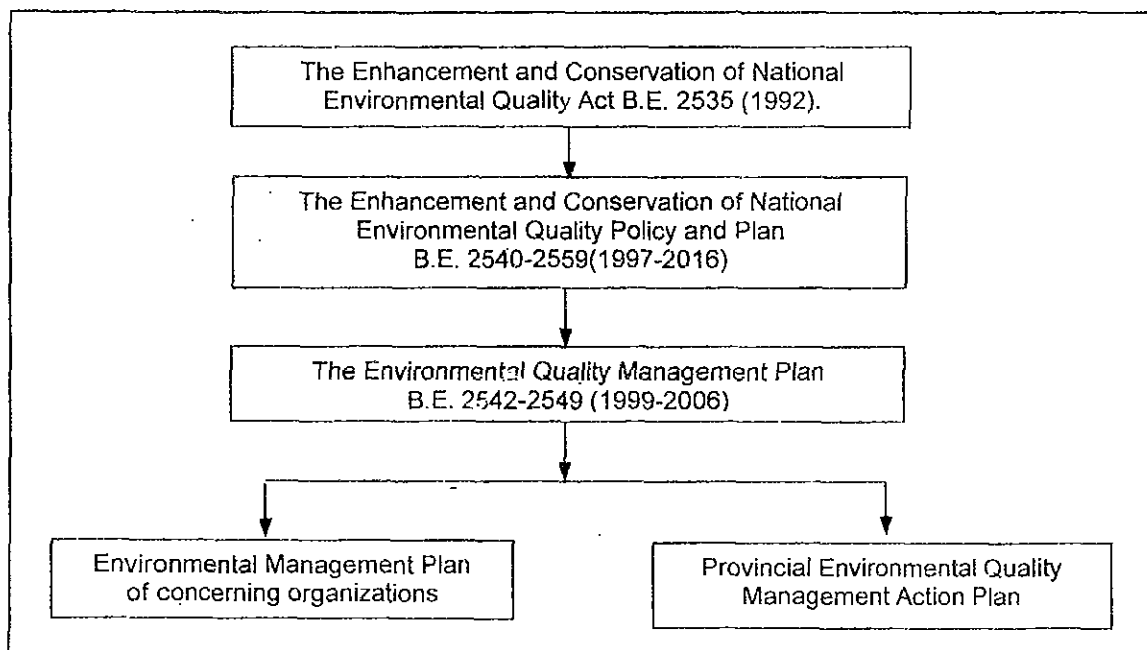 The Enhancement and Conservation of National
Environmental Quality Act B.E. 2535 (1992).
The Enhancement and Conservation of National
Environmental Quality Policy and Plan
B.E. 2540-2559(1997-2016)
The Environmental Quality Management Plan
B.E. 2542-2549 (1999-2006)
Environmental Management Plan
of concerning organizations
Provincial Environmental Quality
Management Action Plan